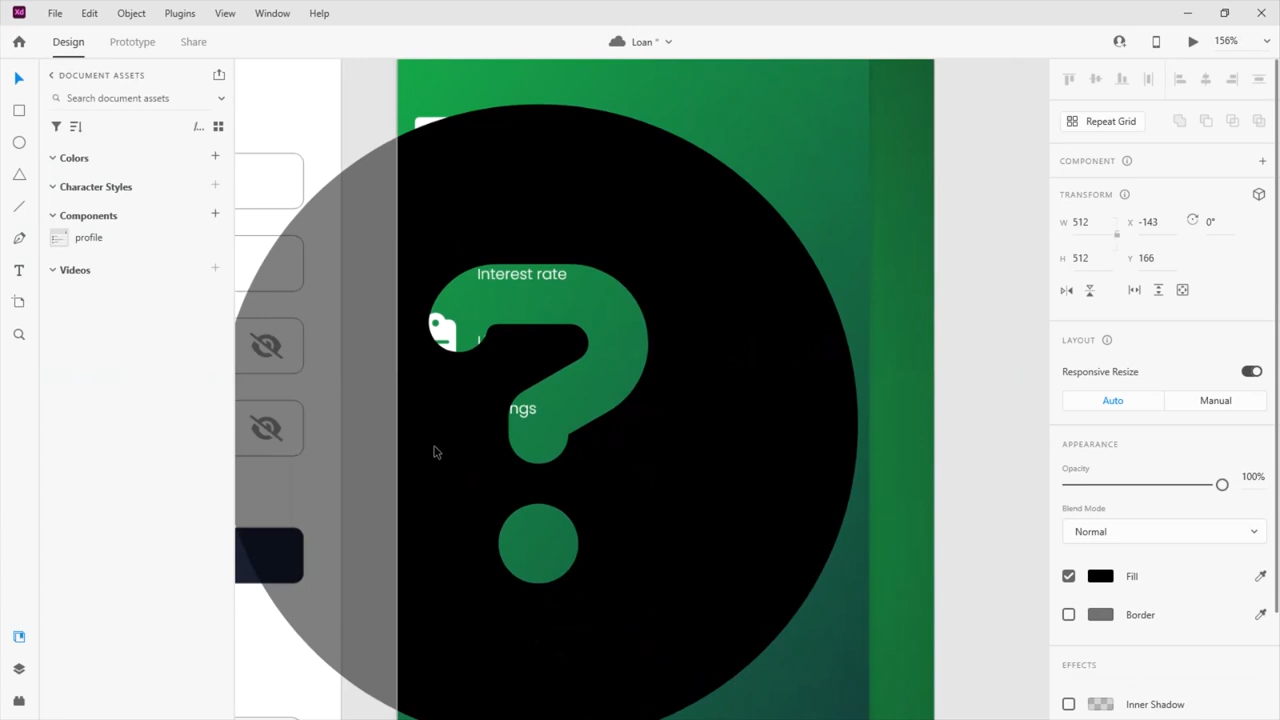 Xd File Edit Object Plugins View Window Help
Design Prototype Share Loan * 156%
DOCUMENT ASSETS
Search document assets
Colors
Character Styles
Components
profile
Videos
Interest rate
ngs
Repeat Grid
COMPONENT
TRANSFORM
W 512 X -143 0°
H 512 Y 166
LAYOUT
Responsive Resize
Auto Manual
APPEARANCE
Opacity
100%
Blend Mode
Normal
Fill
Border
EFFECTS
Inner Shadow